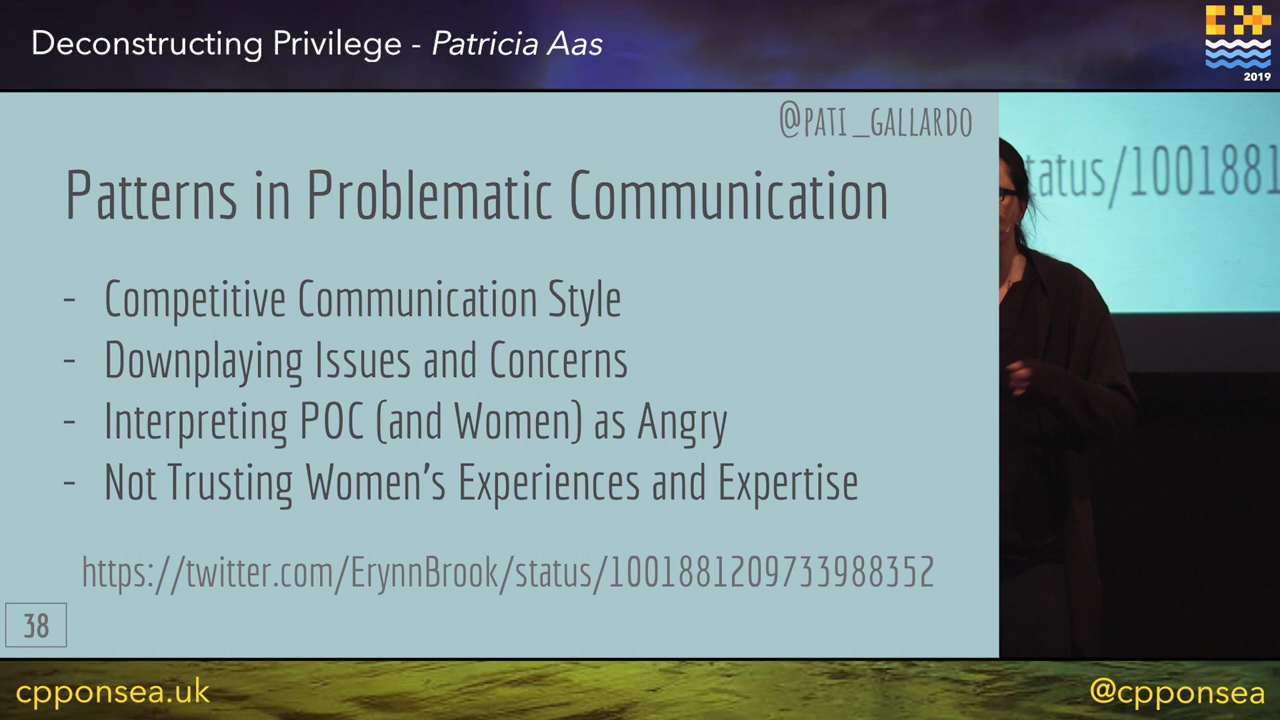 Deconstructing Privilege - Patricia Aas
2019
@PATI_GALLARDO
Patterns in Problematic Communication
- Competitive Communication Style
- Downplaying Issues and Concerns
- Interpreting POC (and Women) as Angry
- Not Trusting Women's Experiences and Expertise
https://twitter.com/ErynnBrook/status/1001881209733988352
38
tatus/1001881
cpponsea.uk
@cpponsea